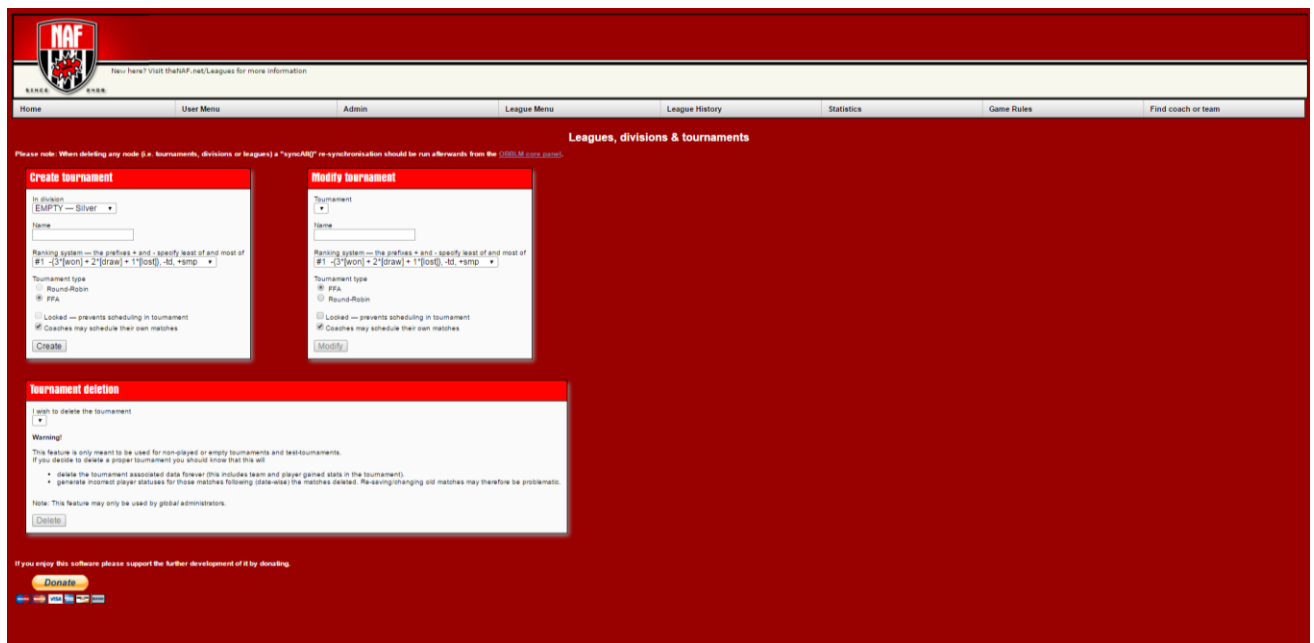 NAF
SINCE
New here? Visit theNAF.net/Leagues for more information
Home User Menu Admin League Menu League History Statistics Game Rules Find coach or team
Leagues, divisions & tournaments
Please note: When deleting any node (i.e. tournaments, divisions or leagues) a "syncAll()" re-synchronisation should be run afterwards from the OBBLM core panel.
Create tournament
In division
EMPTY — Silver
Name
Ranking system — the prefixes + and - specify least of and most of
#1 -(3*[won] + 2*[draw] + 1*[lost]), -td, +smp
Tournament type
Round-Robin
FFA
Locked — prevents scheduling in tournament
Coaches may schedule their own matches
Create
Modify tournament
Tournament
Name
Ranking system — the prefixes + and - specify least of and most of
#1 -(3*[won] + 2*[draw] + 1*[lost]), -td, +smp
Tournament type
FFA
Round-Robin
Locked — prevents scheduling in tournament
Coaches may schedule their own matches
Modify
Tournament deletion
I wish to delete the tournament
Warning!
This feature is only meant to be used for non-played or empty tournaments and test-tournaments.
If you decide to delete a proper tournament you should know that this will
• delete the tournament associated data forever (this includes team and player gained stats in the tournament).
• generate incorrect player statuses for those matches following (date-wise) the matches deleted. Re-saving/changing old matches may therefore be problematic.
Note: This feature may only be used by global administrators.
Delete
If you enjoy this software please support the further development of it by donating.
Donate
VISA